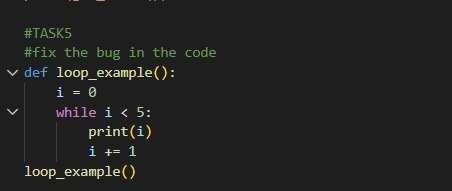 #TASK5
#fix the bug in the code
def loop_example():
    i = 0
    while i < 5:
        print(i)
        i += 1
loop_example()